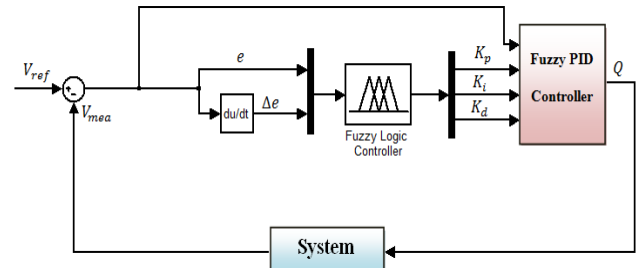 V_ref
+
-
V_mea
e
du/dt
Δe
Fuzzy Logic
Controller
K_p
K_i
K_d
Fuzzy PID
Controller
Q
System